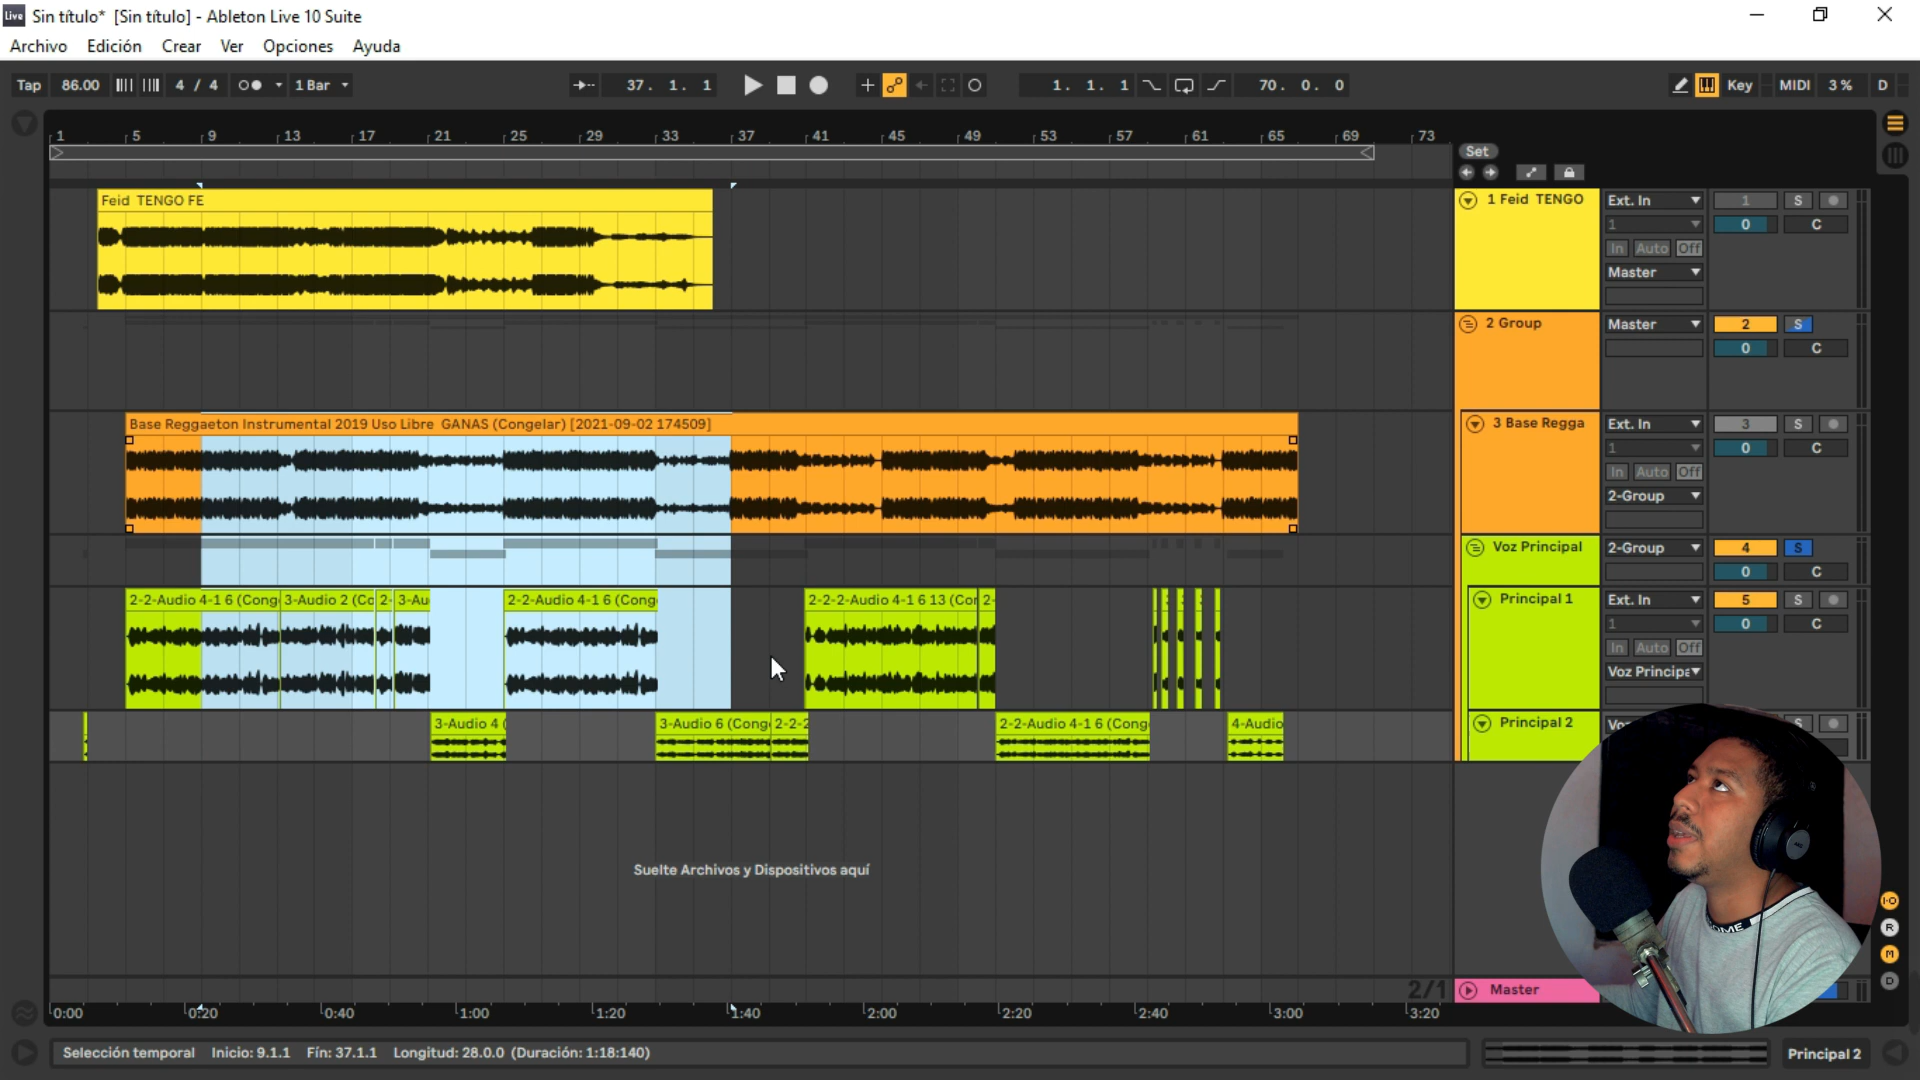 Live Sin título* [Sin título] - Ableton Live 10 Suite
Archivo Edición Crear Ver Opciones Ayuda
Tap 86.00 4 / 4 1 Bar 37. 1. 1 1. 1. 1 70. 0. 0 Key MIDI 3 % D
1 5 9 13 17 21 25 29 33 37 41 45 49 53 57 61 65 69 73
Set
Feid TENGO FE
1 Feid TENGO Ext. In 1 S
1 0 C
In Auto Off
Master
2 Group Master 2 S
0 C
Base Reggaeton Instrumental 2019 Uso Libre GANAS (Congelar) [2021-09-02 174509]
3 Base Regga Ext. In 3 S
1 0 C
In Auto Off
2-Group
Voz Principal 2-Group 4 S
0 C
2-2-Audio 4-1 6 (Cong 3-Audio 2 (Co 2- 3-Au 2-2-Audio 4-1 6 (Cong 2-2-2-Audio 4-1 6 13 (Cor 2-
Principal 1 Ext. In 5 S
1 0 C
In Auto Off
Voz Principa
3-Audio 4 ( 3-Audio 6 (Cong 2-2-2 2-2-Audio 4-1 6 (Cong 4-Audio
Principal 2 Vo S
Suelte Archivos y Dispositivos aquí
I·O
R
M
D
2/1 Master
0:00 0:20 0:40 1:00 1:20 1:40 2:00 2:20 2:40 3:00 3:20
Selección temporal Inicio: 9.1.1 Fín: 37.1.1 Longitud: 28.0.0 (Duración: 1:18:140)
Principal 2